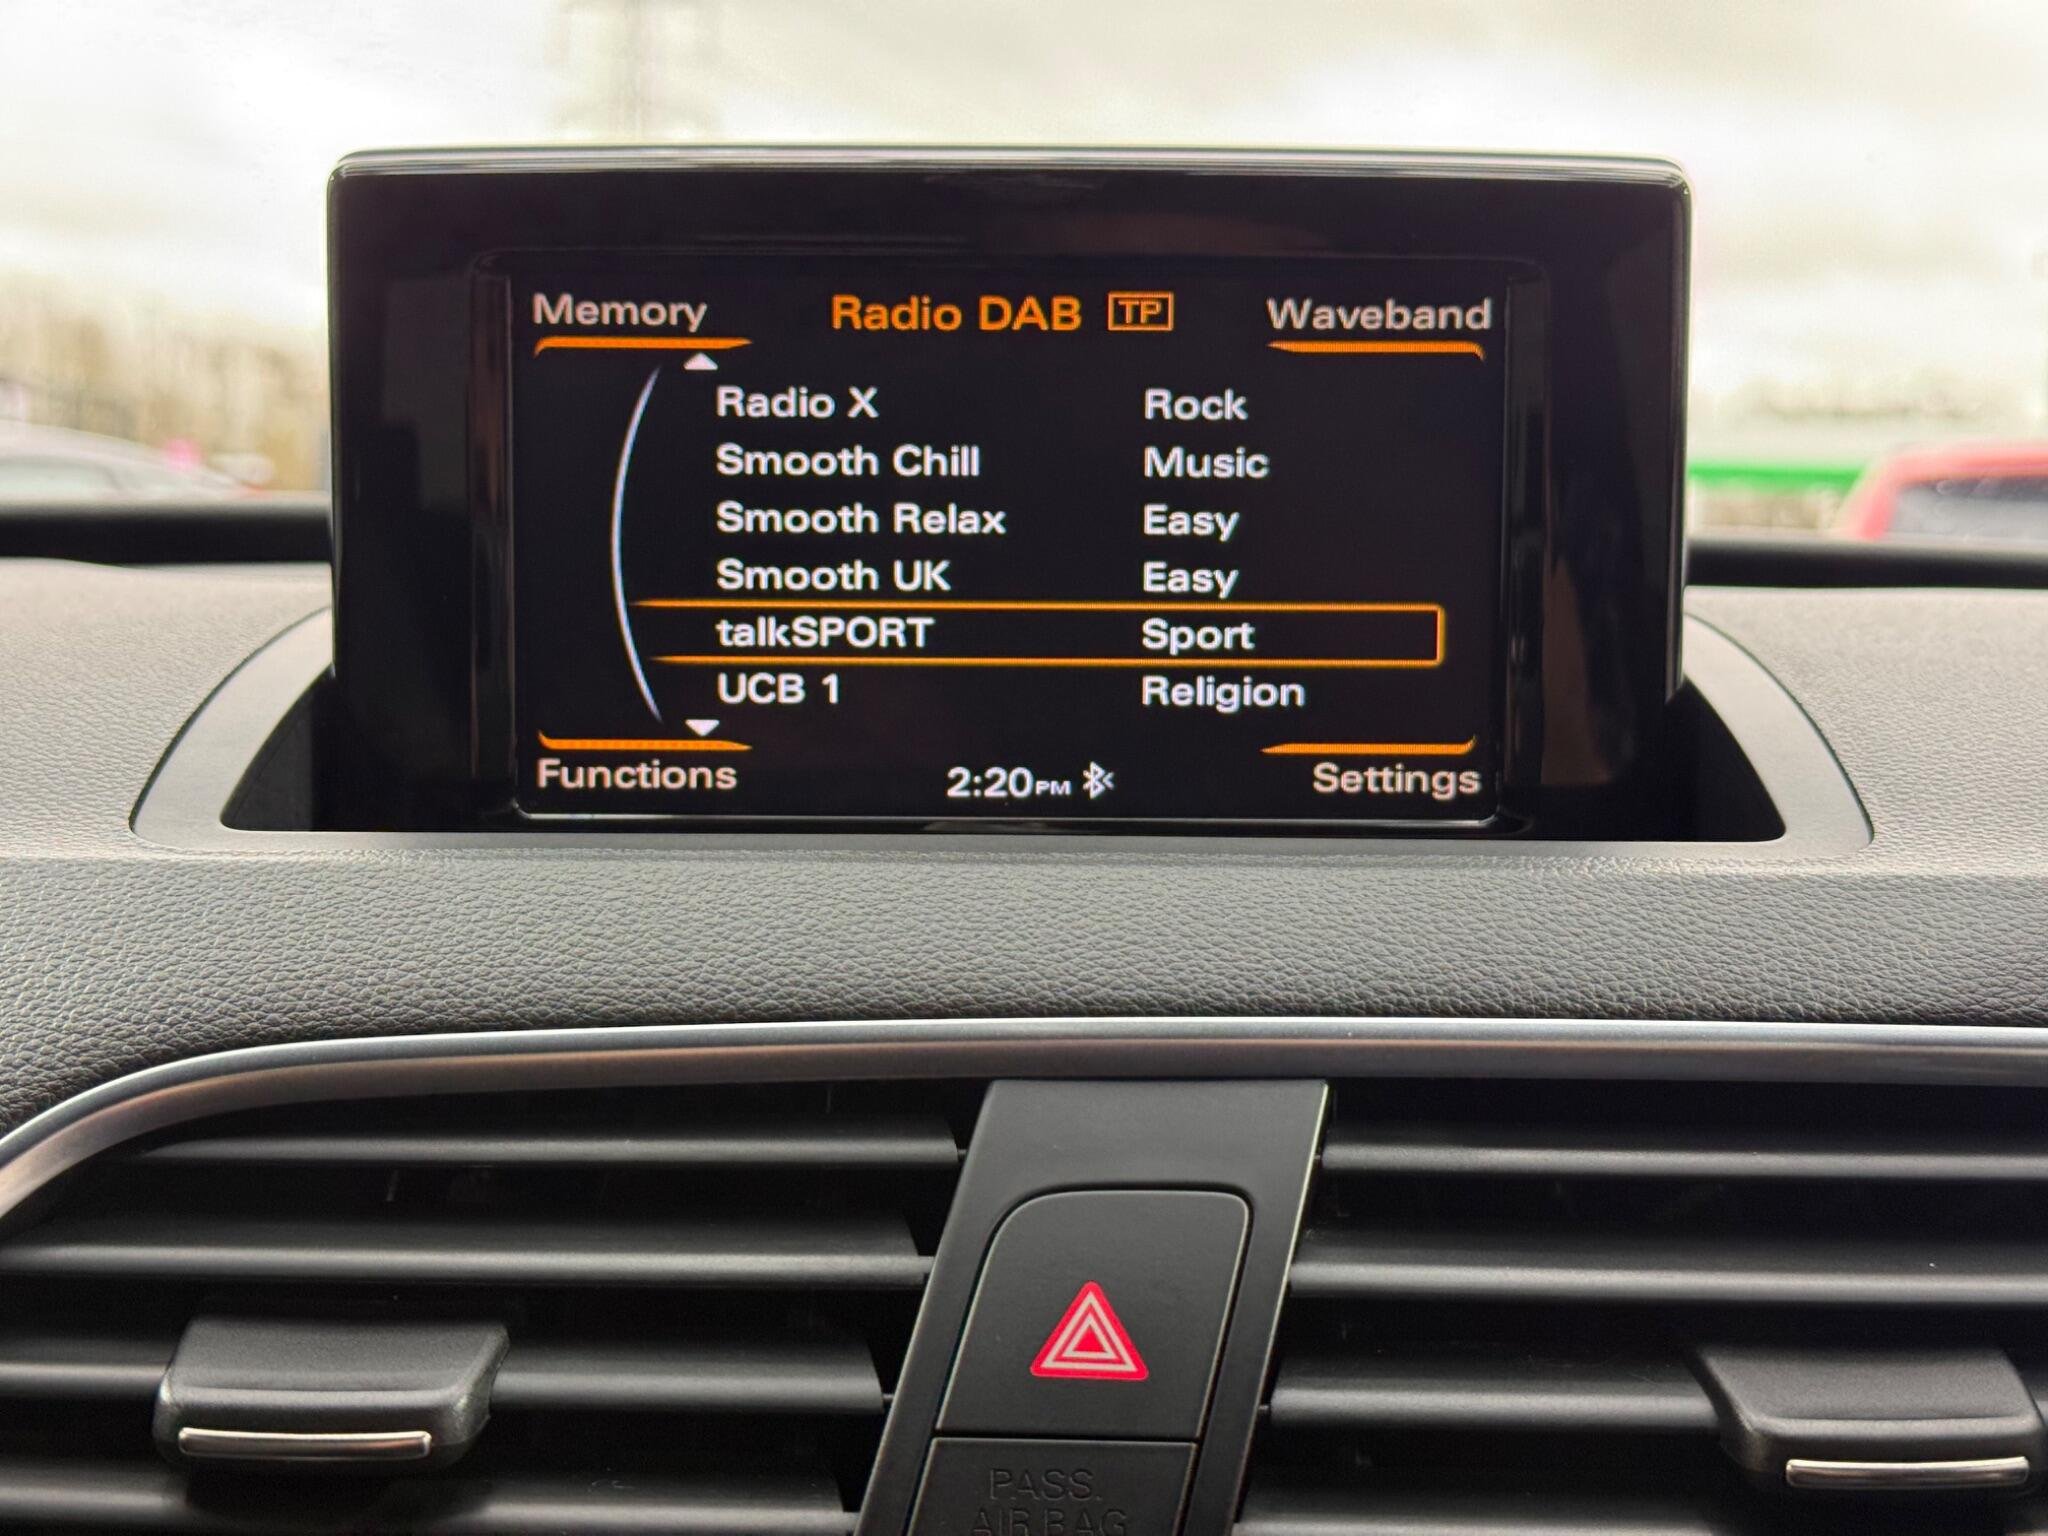 Memory Radio DAB TP Waveband
Radio X Rock
Smooth Chill Music
Smooth Relax Easy
Smooth UK Easy
talkSPORT Sport
UCB 1 Religion
Functions 2:20PM Settings
PASS.
AIR BAG